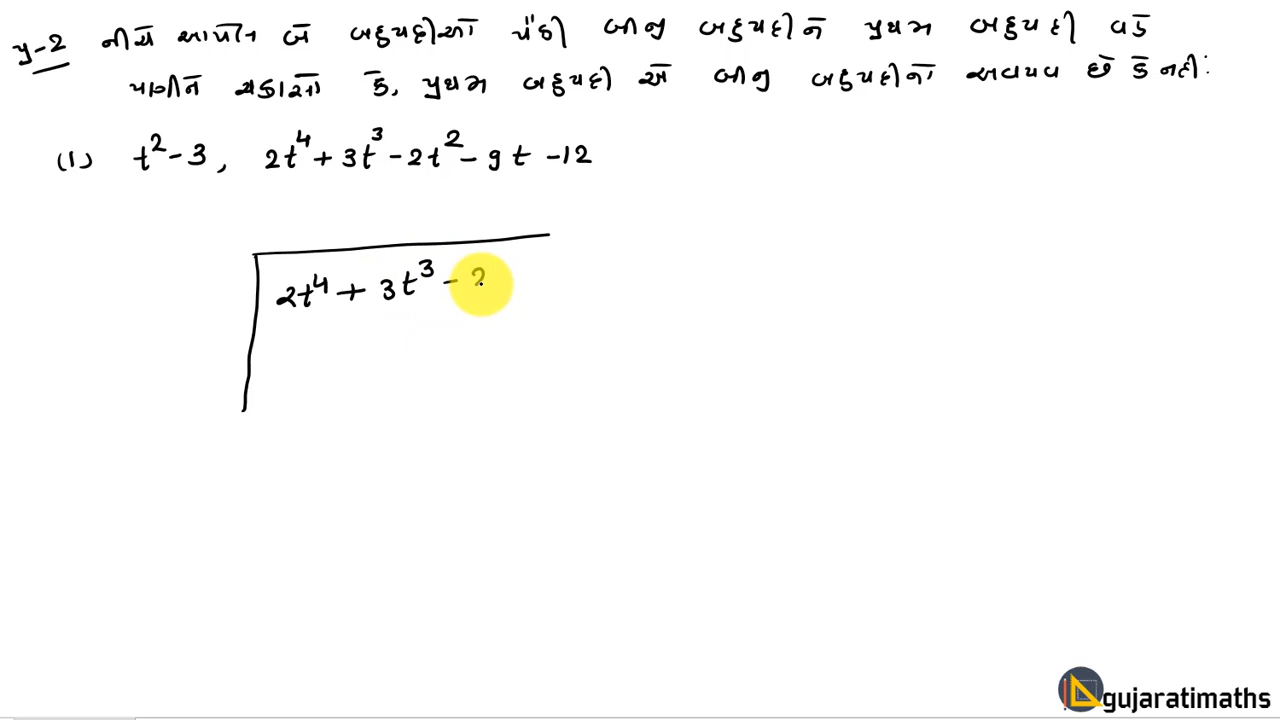 પ્ર-2 નીચે આપેલ બે બહુપદીઓ પૈકી બીજી બહુપદીને પ્રથમ બહુપદી વડે
ભાગીને ચકાસો કે, પ્રથમ બહુપદી એ બીજી બહુપદીનો અવયવ છે કે નહીં:
(1) t² - 3, 2t⁴ + 3t³ - 2t² - 9t - 12
2t⁴ + 3t³ - 2
gujaratimaths